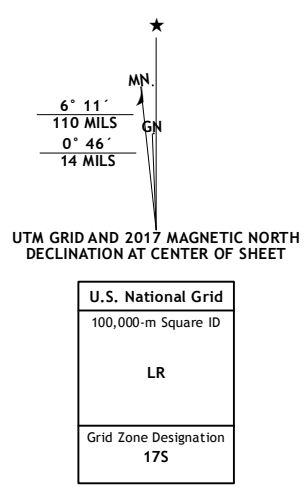 ★
MN
6° 11´
110 MILS
GN
0° 46´
14 MILS
UTM GRID AND 2017 MAGNETIC NORTH
DECLINATION AT CENTER OF SHEET
U.S. National Grid
100,000-m Square ID
LR
Grid Zone Designation
17S